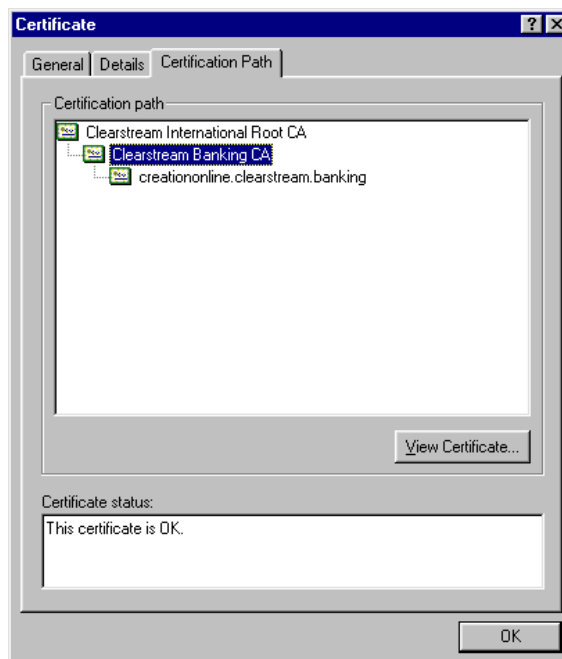 Certificate
General Details Certification Path
Certification path
Clearstream International Root CA
Clearstream Banking CA
creationonline.clearstream.banking
View Certificate...
Certificate status:
This certificate is OK.
OK